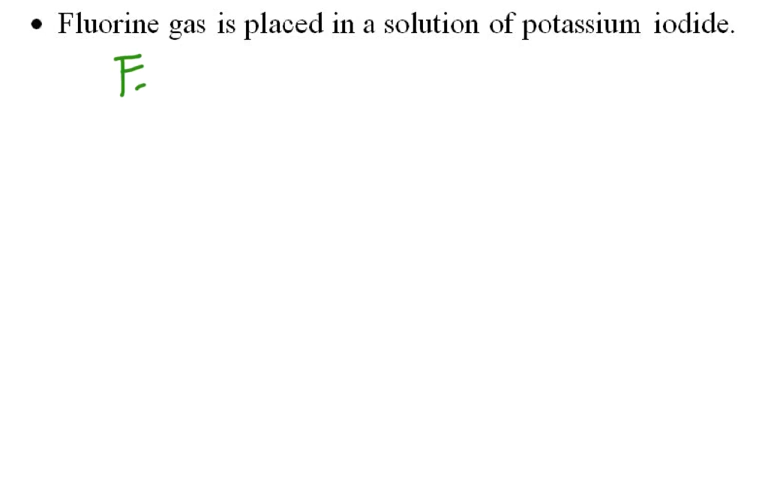 • Fluorine gas is placed in a solution of potassium iodide.
F